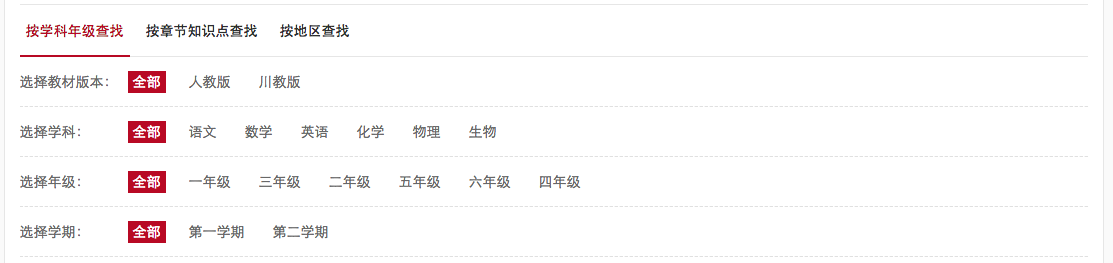 按学科年级查找 按章节知识点查找 按地区查找
选择教材版本： 全部 人教版 川教版
选择学科： 全部 语文 数学 英语 化学 物理 生物
选择年级： 全部 一年级 三年级 二年级 五年级 六年级 四年级
选择学期： 全部 第一学期 第二学期